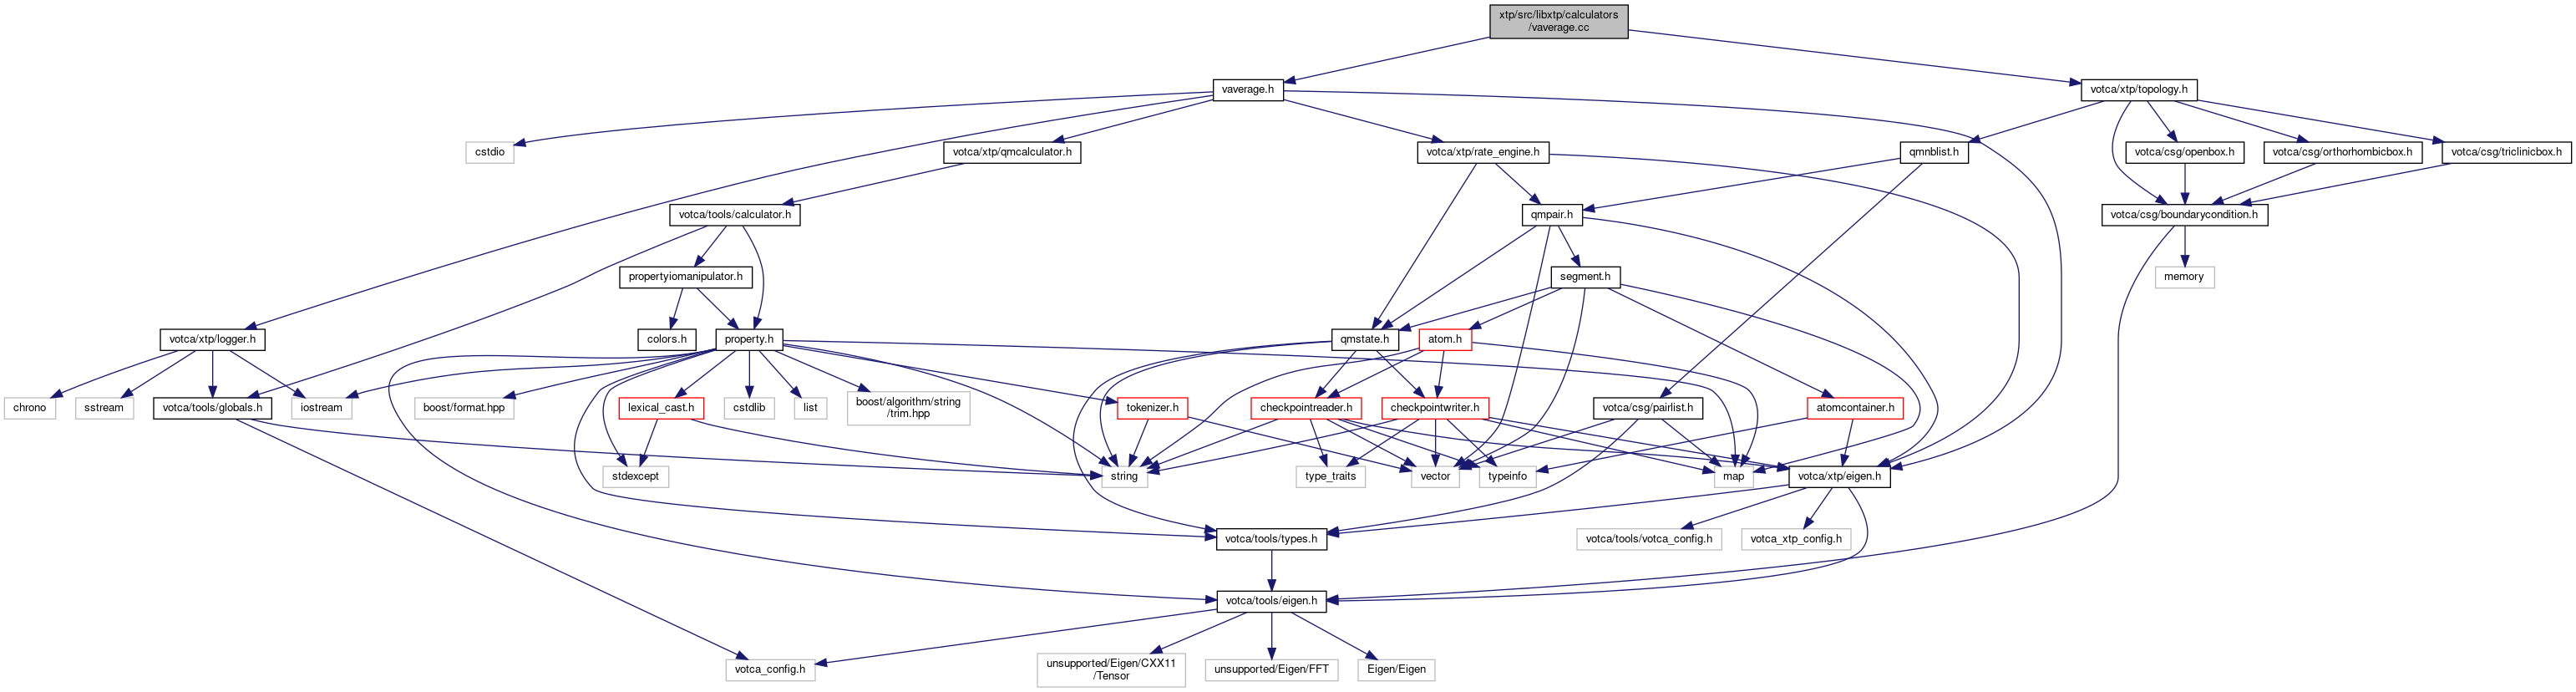 xtp/src/libxtp/calculators
/vaverage.cc
vaverage.h
votca/xtp/topology.h
cstdio
votca/xtp/qmcalculator.h
votca/xtp/rate_engine.h
qmnblist.h
votca/csg/openbox.h
votca/csg/orthorhombicbox.h
votca/csg/triclinicbox.h
votca/tools/calculator.h
qmpair.h
votca/csg/boundarycondition.h
propertyiomanipulator.h
segment.h
memory
votca/xtp/logger.h
colors.h
property.h
qmstate.h
atom.h
chrono
sstream
votca/tools/globals.h
iostream
boost/format.hpp
lexical_cast.h
cstdlib
list
boost/algorithm/string
/trim.hpp
tokenizer.h
checkpointreader.h
checkpointwriter.h
votca/csg/pairlist.h
atomcontainer.h
stdexcept
string
type_traits
vector
typeinfo
map
votca/xtp/eigen.h
votca/tools/types.h
votca/tools/votca_config.h
votca_xtp_config.h
votca/tools/eigen.h
votca_config.h
unsupported/Eigen/CXX11
/Tensor
unsupported/Eigen/FFT
Eigen/Eigen